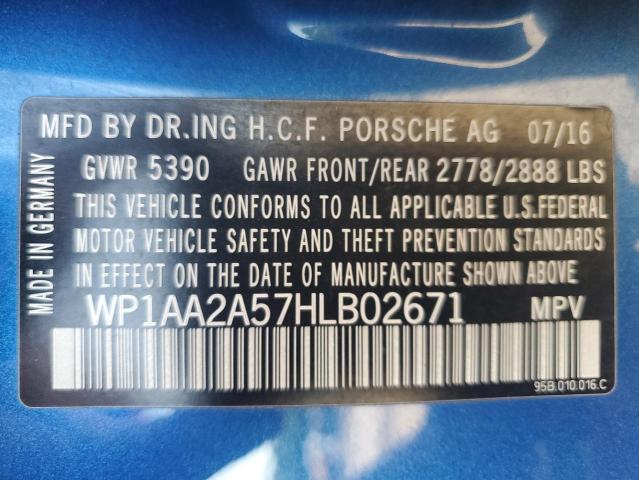 MFD BY DR.ING H.C.F. PORSCHE AG 07/16
GVWR 5390 GAWR FRONT/REAR 2778/2888 LBS
THIS VEHICLE CONFORMS TO ALL APPLICABLE U.S.FEDERAL
MOTOR VEHICLE SAFETY AND THEFT PREVENTION STANDARDS
IN EFFECT ON THE DATE OF MANUFACTURE SHOWN ABOVE.
WP1AA2A57HLB02671 MPV
95B.010.016.C
MADE IN GERMANY